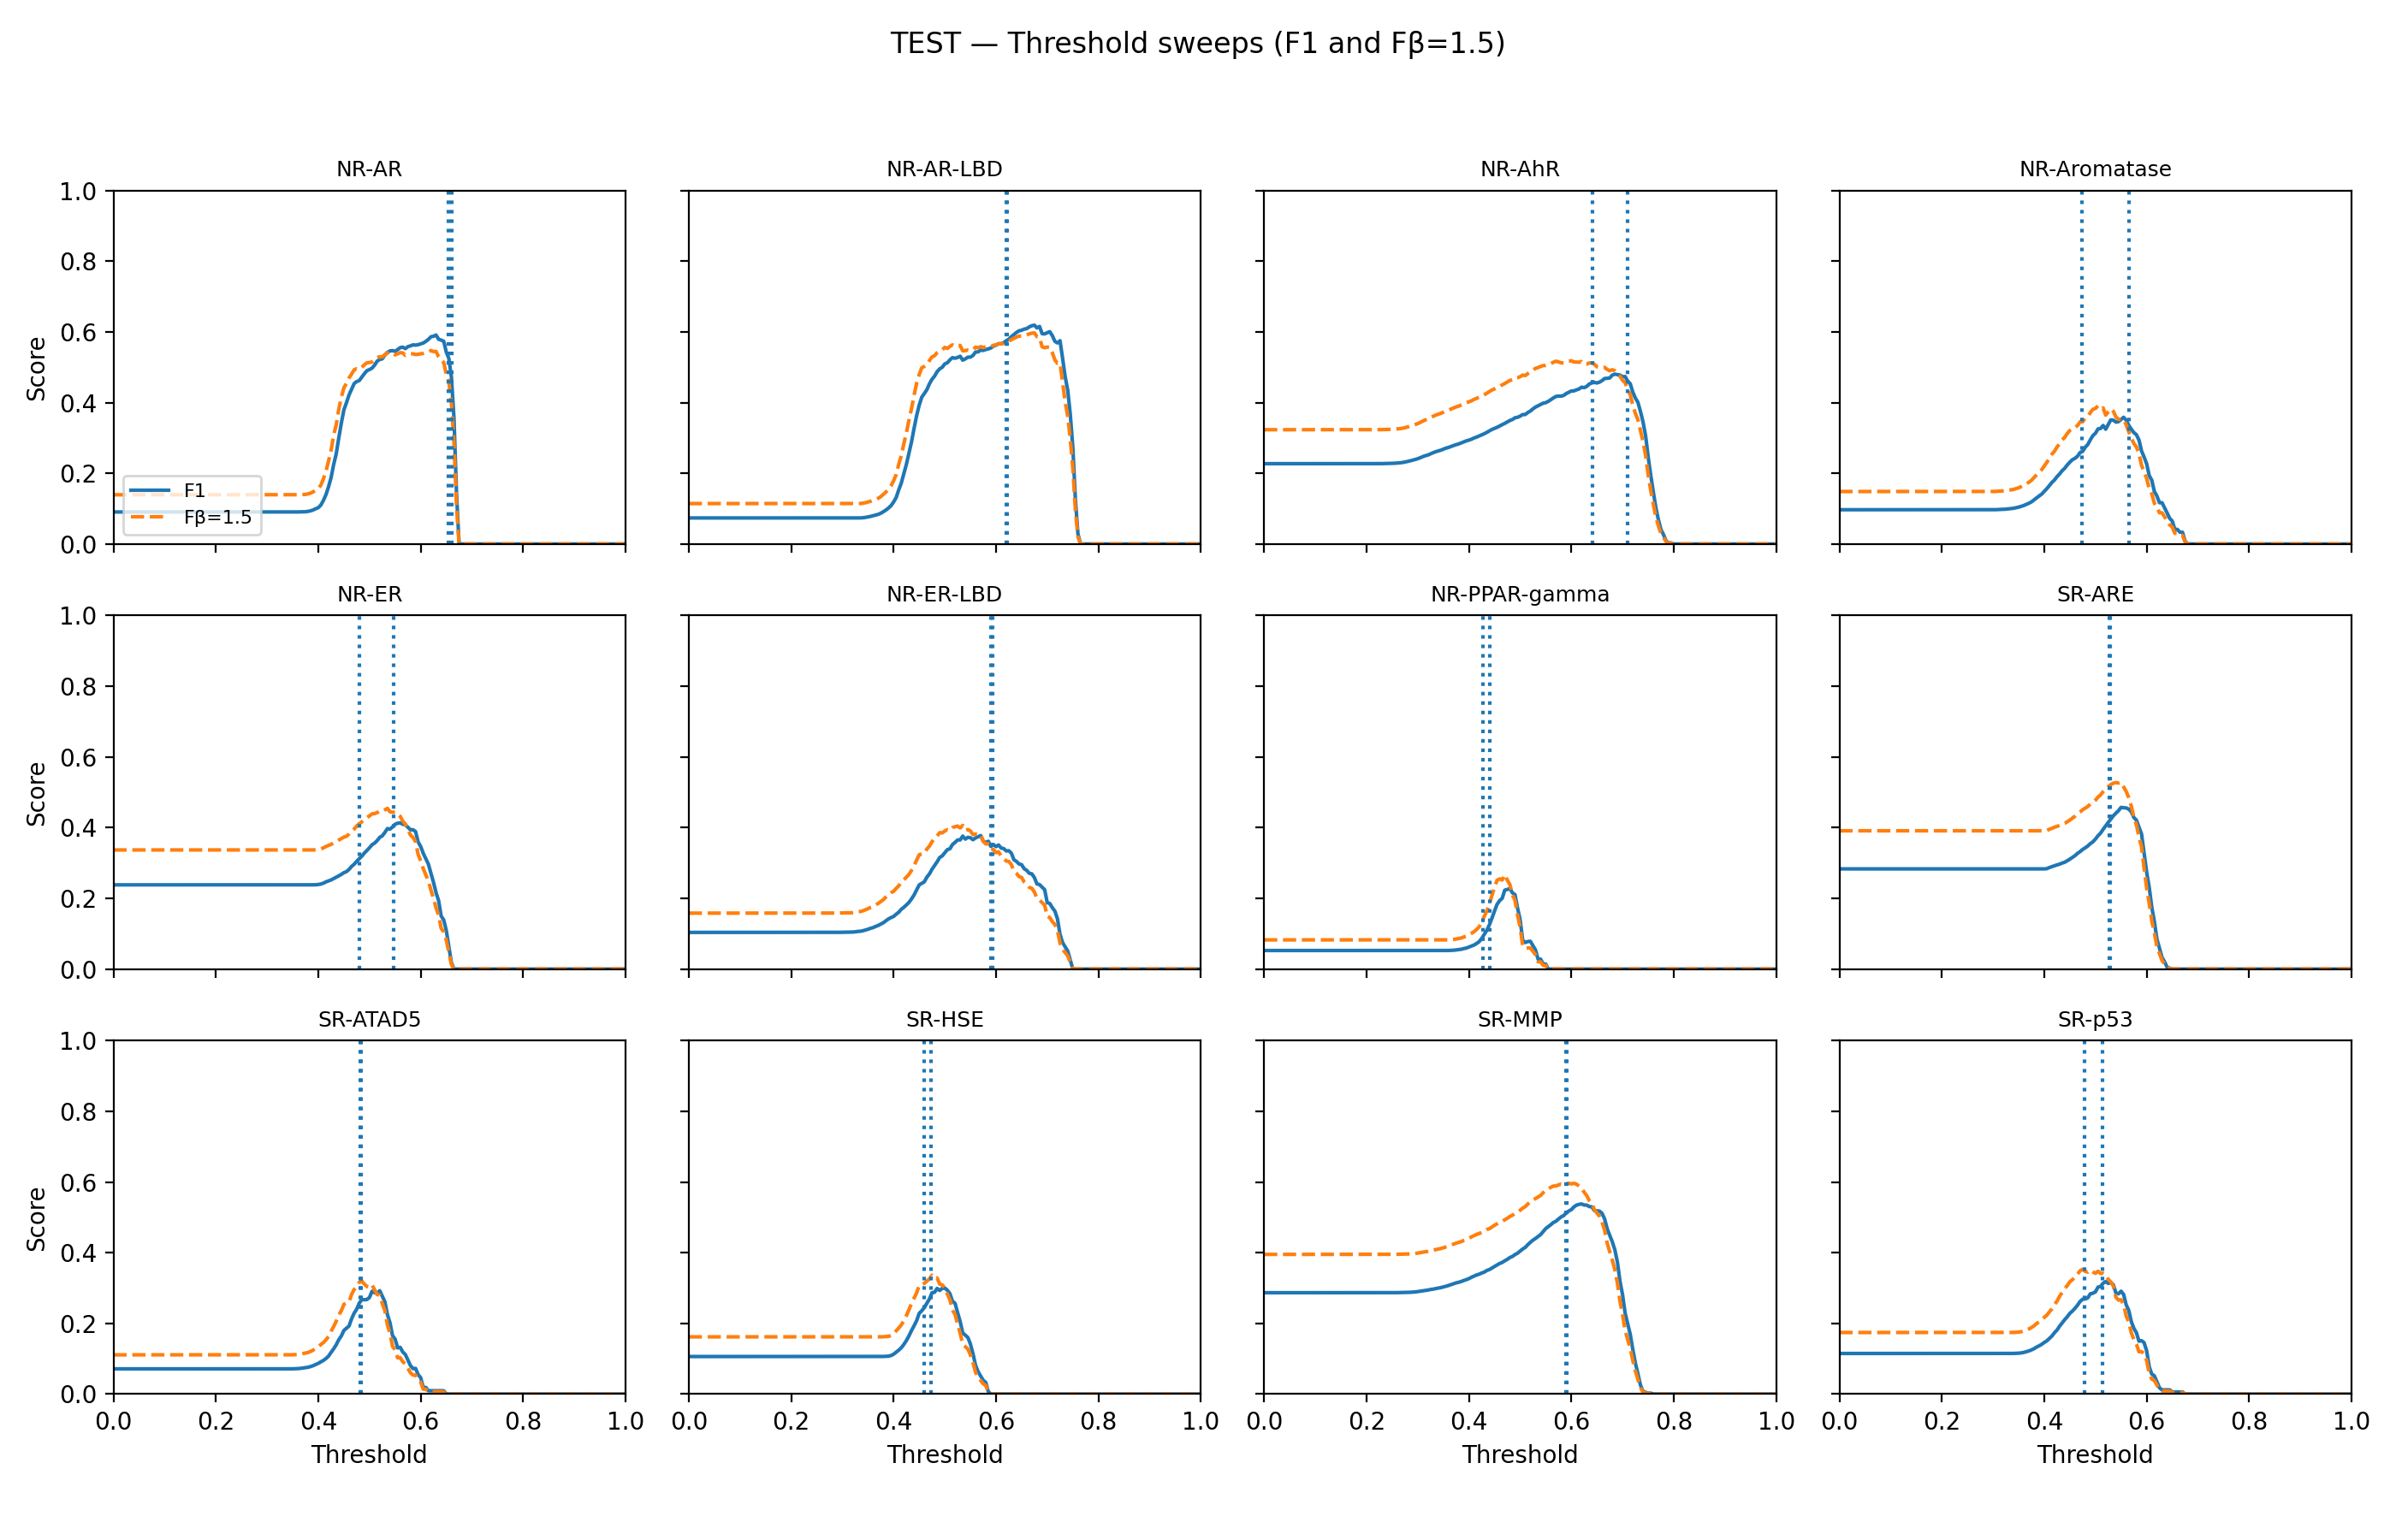 TEST — Threshold sweeps (F1 and Fβ=1.5)
NR-AR
NR-AR-LBD
NR-AhR
NR-Aromatase
1.0
0.8
0.6
0.4
0.2
0.0
Score
F1
Fβ=1.5
NR-ER
NR-ER-LBD
NR-PPAR-gamma
SR-ARE
1.0
0.8
0.6
0.4
0.2
0.0
Score
SR-ATAD5
SR-HSE
SR-MMP
SR-p53
1.0
0.8
0.6
0.4
0.2
0.0
Score
0.0 0.2 0.4 0.6 0.8 1.0
0.0 0.2 0.4 0.6 0.8 1.0
0.0 0.2 0.4 0.6 0.8 1.0
0.0 0.2 0.4 0.6 0.8 1.0
Threshold
Threshold
Threshold
Threshold